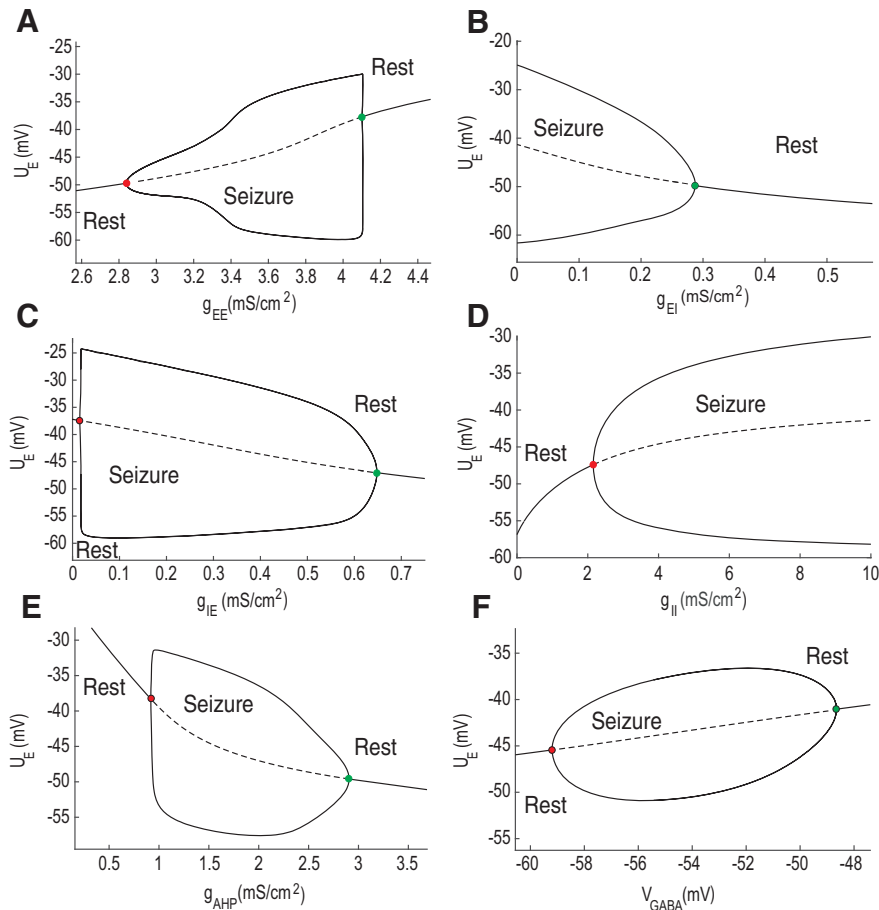 A
-25
-30
-35
-40
-45
-50
-55
-60
U_E (mV)
Rest
Seizure
Rest
2.6 2.8 3 3.2 3.4 3.6 3.8 4 4.2 4.4
g_EE(mS/cm²)
B
-20
-30
-20
-40
-50
-60
U_E (mV)
Seizure
Rest
0 0.1 0.2 0.3 0.4 0.5
g_EI(mS/cm²)
C
-25
-30
-35
-40
-45
-50
-55
-60
U_E (mV)
Rest
Seizure
Rest
0 0.1 0.2 0.3 0.4 0.5 0.6 0.7
g_IE (mS/cm²)
D
-30
-35
-40
-45
-50
-55
-60
U_E (mV)
Seizure
Rest
0 2 4 6 8 10
g_II (mS/cm²)
E
-30
-35
-40
-45
-50
-55
U_E (mV)
Rest
Seizure
Rest
0.5 1 1.5 2 2.5 3 3.5
g_AHP(mS/cm²)
F
-35
-40
-45
-50
-55
U_E (mV)
Rest
Seizure
Rest
-60 -58 -56 -54 -52 -50 -48
V_GABA(mV)